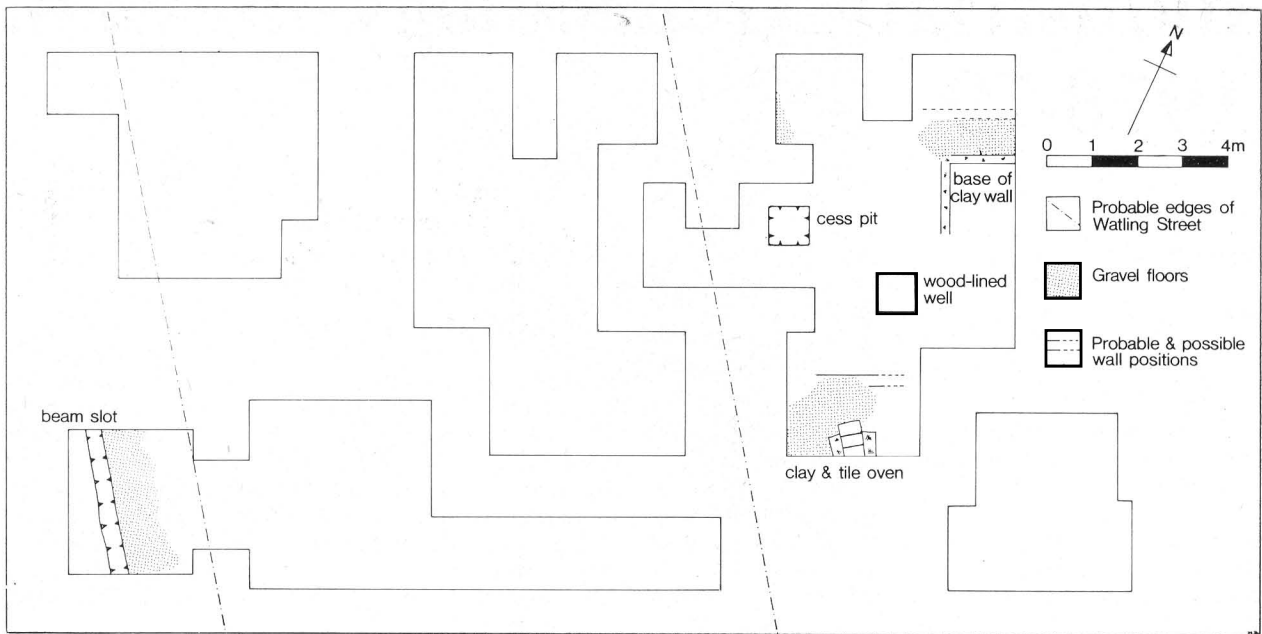 N
0 1 2 3 4m
base of
clay wall
cess pit
Probable edges of
Watling Street
wood-lined
well
Gravel floors
Probable & possible
wall positions
beam slot
clay & tile oven